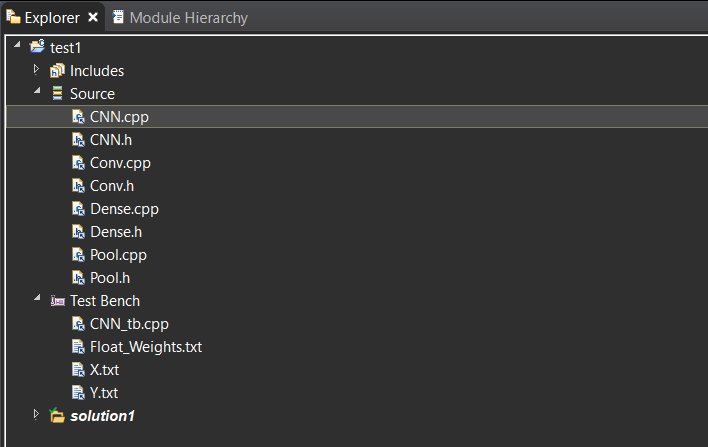 Explorer Module Hierarchy
test1
Includes
Source
CNN.cpp
CNN.h
Conv.cpp
Conv.h
Dense.cpp
Dense.h
Pool.cpp
Pool.h
Test Bench
CNN_tb.cpp
Float_Weights.txt
X.txt
Y.txt
solution1